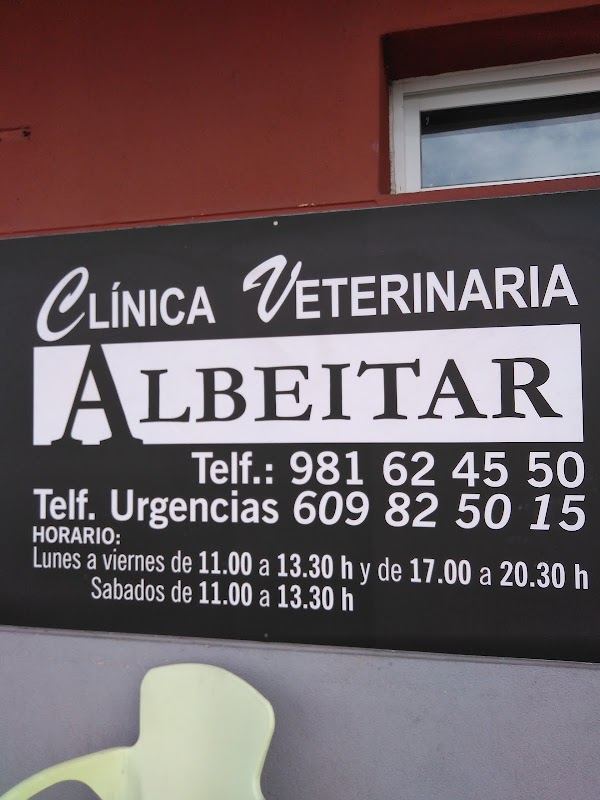 CLÍNICA VETERINARIA
ALBEITAR
Telf.: 981 62 45 50
Telf. Urgencias 609 82 50 15
HORARIO:
Lunes a viernes de 11.00 a 13.30 h y de 17.00 a 20.30 h
Sabados de 11.00 a 13.30 h